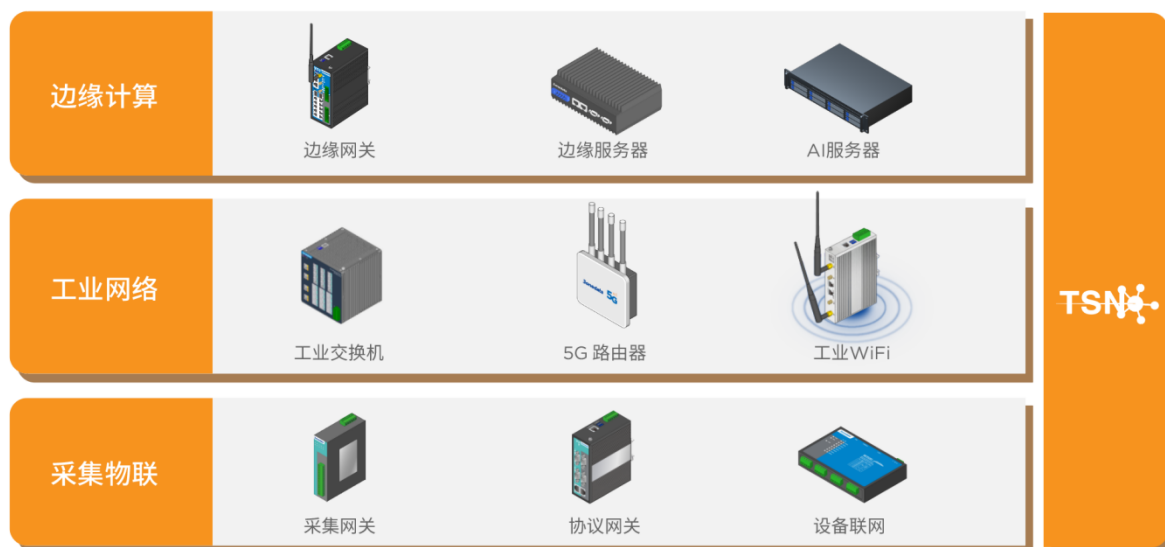 边缘计算
边缘网关
边缘服务器
AI服务器
工业网络
5G
工业交换机
5G 路由器
工业WiFi
TSN
采集物联
采集网关
协议网关
设备联网